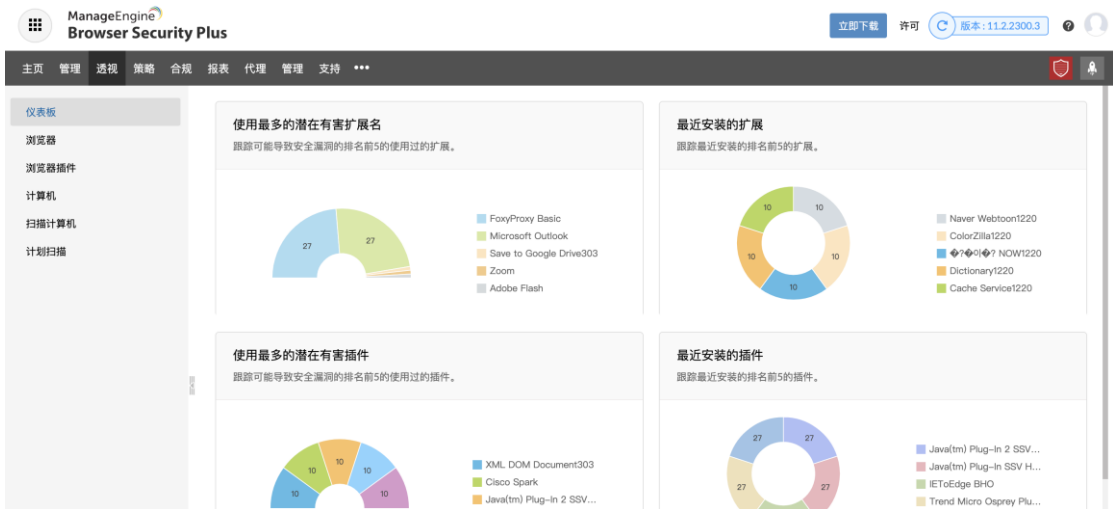 ManageEngine
Browser Security Plus
立即下载
许可
版本: 11.2.2300.3
主页 管理 透视 策略 合规 报表 代理 管理 支持 •••
仪表板
浏览器
浏览器插件
计算机
扫描计算机
计划扫描
使用最多的潜在有害扩展名
跟踪可能导致安全漏洞的排名前5的使用过的扩展。
27
27
FoxyProxy Basic
Microsoft Outlook
Save to Google Drive303
Zoom
Adobe Flash
最近安装的扩展
跟踪最近安装的排名前5的扩展。
10
10
10
10
10
Naver Webtoon1220
ColorZilla1220
�?�이�? NOW1220
Dictionary1220
Cache Service1220
使用最多的潜在有害插件
跟踪可能导致安全漏洞的排名前5的使用过的插件。
10
10
10
10
10
XML DOM Document303
Cisco Spark
Java(tm) Plug-In 2 SSV...
最近安装的插件
跟踪最近安装的排名前5的插件。
27
27
27
27
Java(tm) Plug-In 2 SSV...
Java(tm) Plug-In SSV H...
IEToEdge BHO
Trend Micro Osprey Plu...